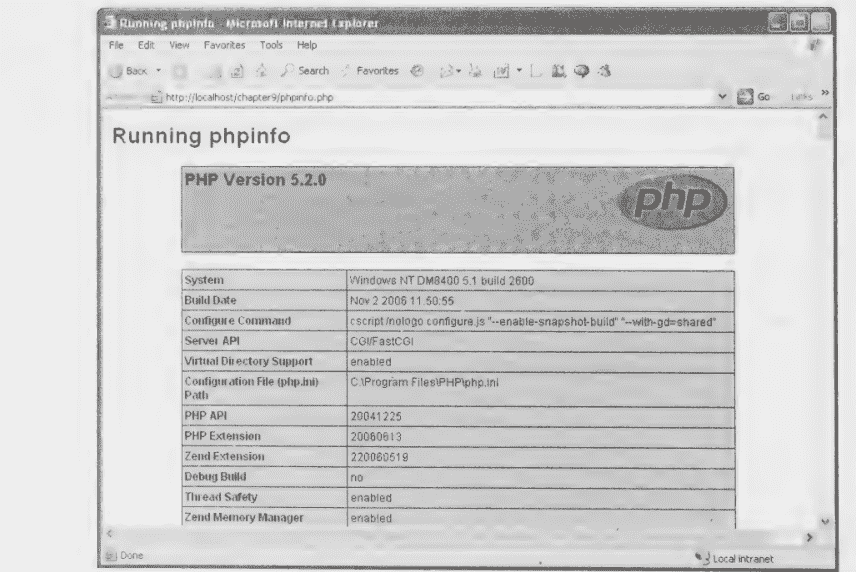 Running phpinfo - Microsoft Internet Explorer
File Edit View Favorites Tools Help
Back Search Favorites
http://localhost/chapter9/phpinfo.php Go Links »
Running phpinfo
PHP Version 5.2.0
php
System Windows NT DM8400 5.1 build 2600
Build Date Nov 2 2006 11:50:55
Configure Command cscript /nologo configure.js "--enable-snapshot-build" "--with-gd=shared"
Server API CGI/FastCGI
Virtual Directory Support enabled
Configuration File (php.ini) C:\Program Files\PHP\php.ini
Path
PHP API 20041225
PHP Extension 20060613
Zend Extension 220060519
Debug Build no
Thread Safety enabled
Zend Memory Manager enabled
Done Local intranet